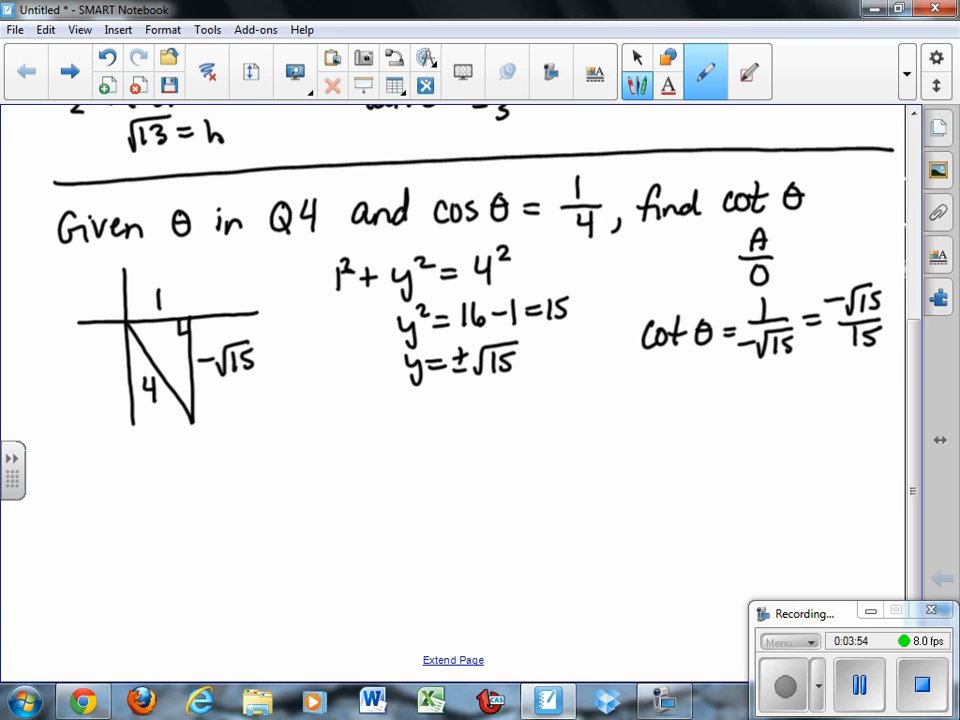 Untitled * - SMART Notebook
File Edit View Insert Format Tools Add-ons Help
√13 = h
Given θ in Q4 and cos θ = 1/4, find cot θ
A/O
1
-√15
4
1² + y² = 4²
y² = 16 - 1 = 15
y = ± √15
cot θ = 1/-√15 = -√15/15
Extend Page
Recording...
Menu
0:03:54
8.0 fps